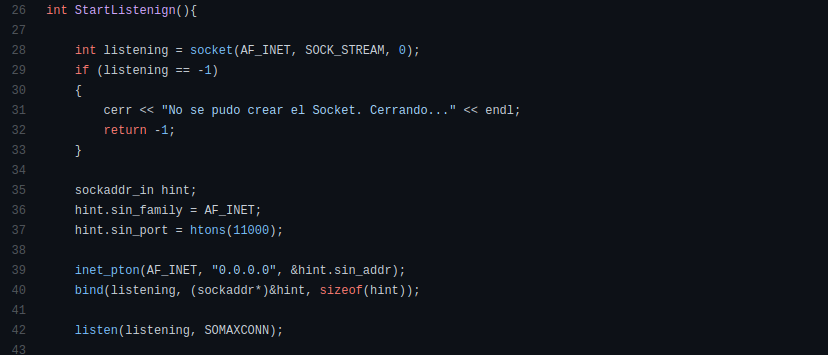 26 int StartListenign(){
27
28 int listening = socket(AF_INET, SOCK_STREAM, 0);
29 if (listening == -1)
30 {
31 cerr << "No se pudo crear el Socket. Cerrando..." << endl;
32 return -1;
33 }
34
35 sockaddr_in hint;
36 hint.sin_family = AF_INET;
37 hint.sin_port = htons(11000);
38
39 inet_pton(AF_INET, "0.0.0.0", &hint.sin_addr);
40 bind(listening, (sockaddr*)&hint, sizeof(hint));
41
42 listen(listening, SOMAXCONN);
43